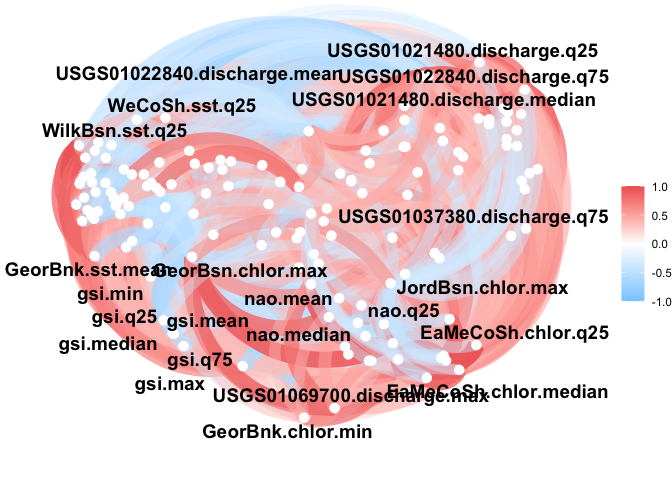 USGS01021480.discharge.q25
USGS01022840.discharge.mean
USGS01022840.discharge.q75
WeCoSh.sst.q25
USGS01021480.discharge.median
WilkBsn.sst.q25
1.0
0.5
0.0
-0.5
-1.0
USGS01037380.discharge.q75
GeorBnk.sst.mean
GeorBsn.chlor.max
gsi.min
nao.mean
JordBsn.chlor.max
gsi.q25
gsi.mean
nao.q25
gsi.median
nao.median
EaMeCoSh.chlor.q25
gsi.q75
gsi.max
USGS01069700.discharge.max
EaMeCoSh.chlor.median
GeorBnk.chlor.min